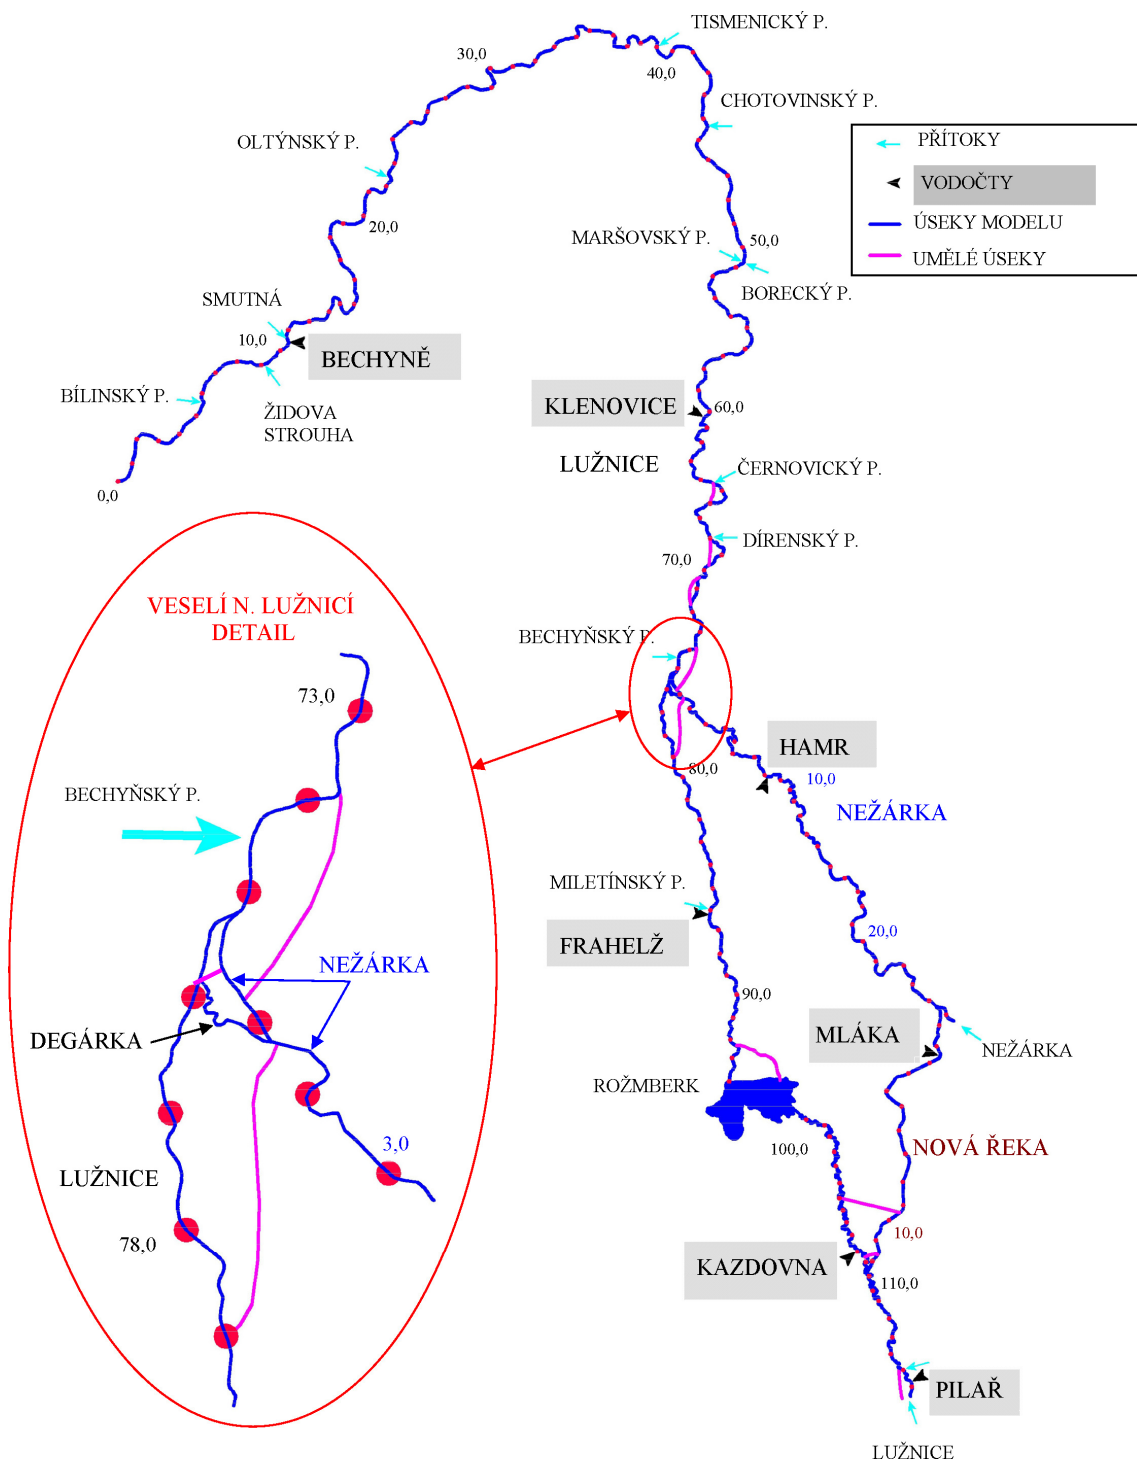 TISMENICKÝ P.
30,0
40,0
CHOTOVINSKÝ P.
OLTÝNSKÝ P.
PŘÍTOKY
VODOČTY
ÚSEKY MODELU
UMĚLÉ ÚSEKY
20,0
MARŠOVSKÝ P.
50,0
BORECKÝ P.
SMUTNÁ
10,0
BECHYNĚ
BÍLINSKÝ P.
ŽIDOVA
STROUHA
0,0
KLENOVICE
60,0
LUŽNICE
ČERNOVICKÝ P.
DÍRENSKÝ P.
70,0
VESELÍ N. LUŽNICÍ
DETAIL
BECHYŇSKÝ P.
73,0
HAMR
80,0
10,0
BECHYŇSKÝ P.
NEŽÁRKA
MILETÍNSKÝ P.
FRAHELŽ
20,0
NEŽÁRKA
90,0
DEGÁRKA
MLÁKA
NEŽÁRKA
ROŽMBERK
100,0
3,0
NOVÁ ŘEKA
LUŽNICE
10,0
78,0
KAZDOVNA
110,0
PILAŘ
LUŽNICE